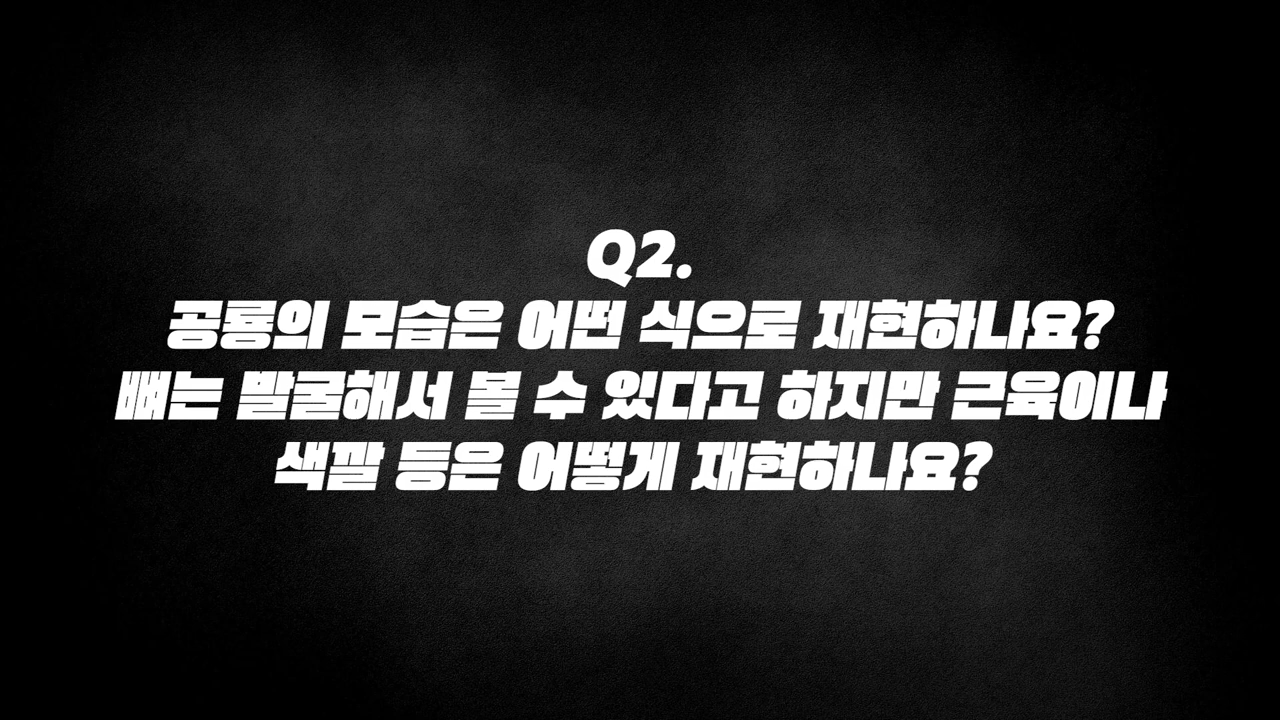 Q2.
공룡의 모습은 어떤 식으로 재현하나요?
뼈는 발굴해서 볼 수 있다고 하지만 근육이나
색깔 등은 어떻게 재현하나요?